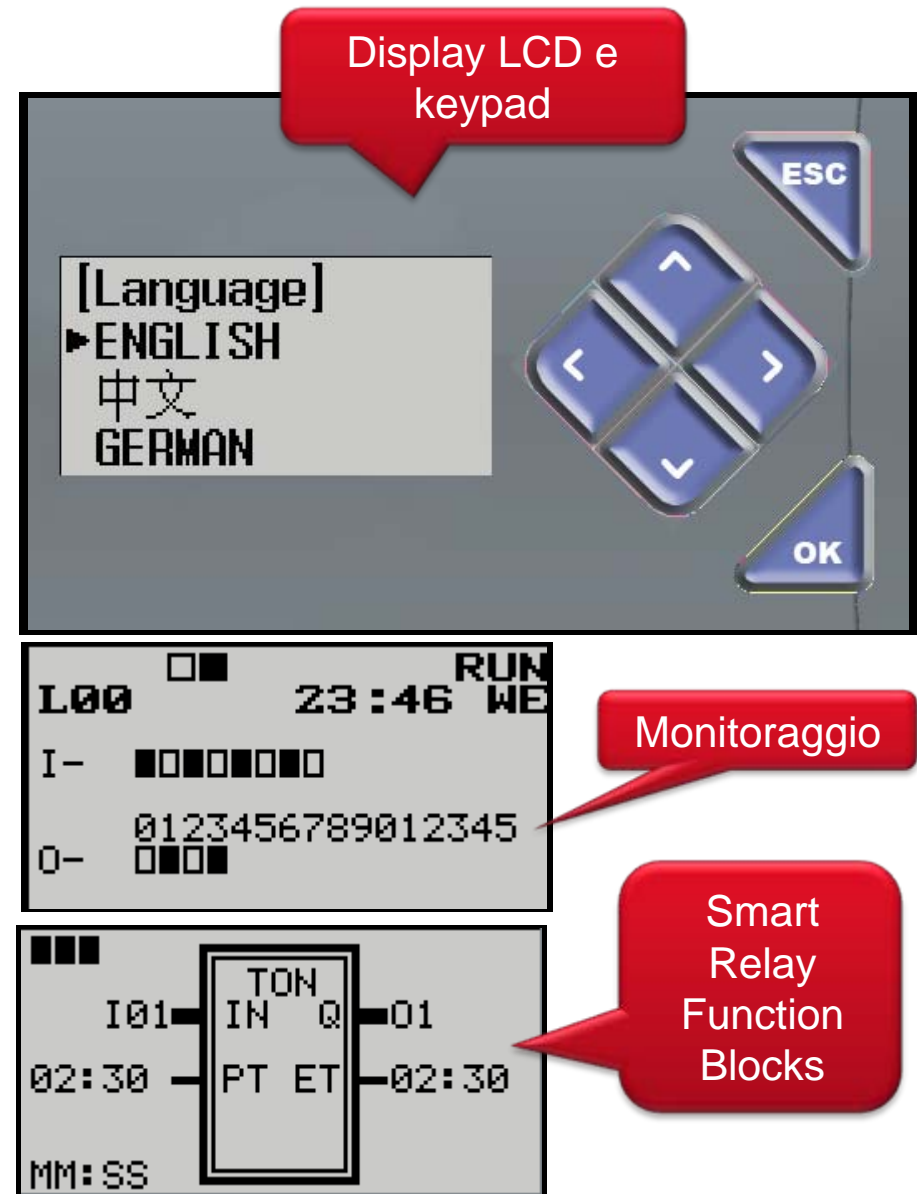 Display LCD e
keypad
ESC
[Language]
ENGLISH
中文
GERMAN
OK
RUN
L00 23:46 WE
I-
0123456789012345
O-
Monitoraggio
TON
I01 IN Q O1
02:30 PT ET 02:30
MM:SS
Smart
Relay
Function
Blocks